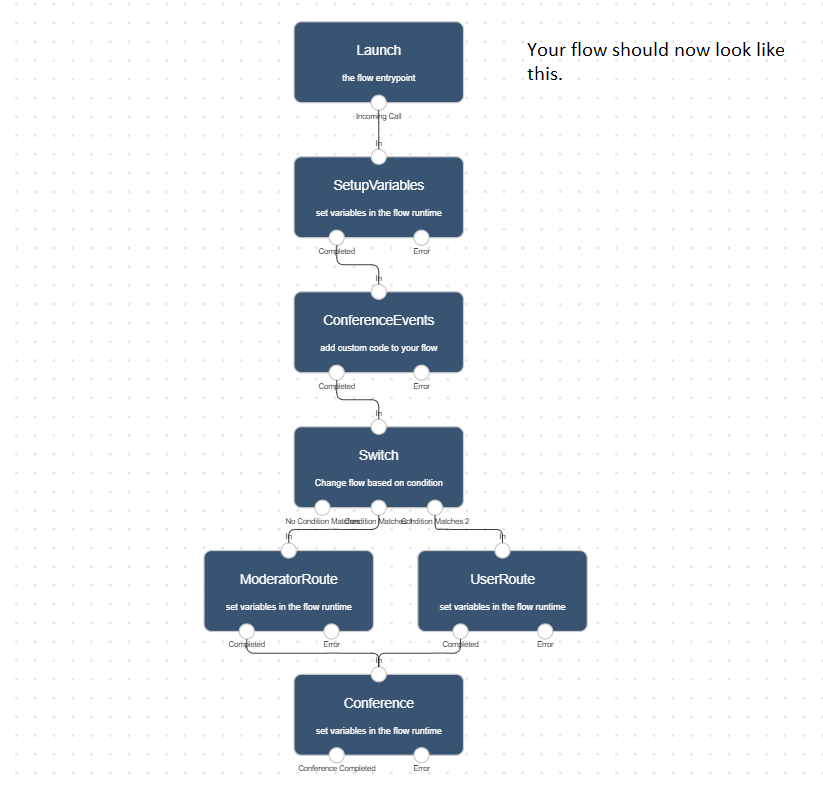 Launch
the flow entrypoint
Your flow should now look like
this.
Incoming Call
In
SetupVariables
set variables in the flow runtime
Completed Error
In
ConferenceEvents
add custom code to your flow
Completed Error
In
Switch
Change flow based on condition
No Condition Matches Condition Matches 1 Condition Matches 2
In In
ModeratorRoute UserRoute
set variables in the flow runtime set variables in the flow runtime
Completed Error Completed Error
In
Conference
set variables in the flow runtime
Conference Completed Error